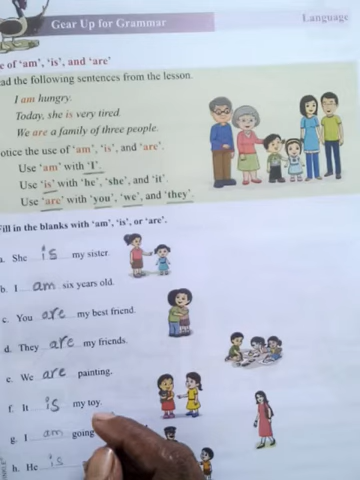 Gear Up for Grammar
Language
e of 'am', 'is', and 'are'
ad the following sentences from the lesson.
I am hungry.
Today, she is very tired.
We are a family of three people.
otice the use of 'am', 'is', and 'are'.
Use 'am' with 'I'.
Use 'is' with 'he', 'she', and 'it'.
Use 'are' with 'you', 'we', and 'they'.
Fill in the blanks with 'am', 'is', or 'are'.
a. She is my sister.
b. I am six years old.
c. You are my best friend.
d. They are my friends.
e. We are painting.
f. It is my toy.
g. I am going
h. He is